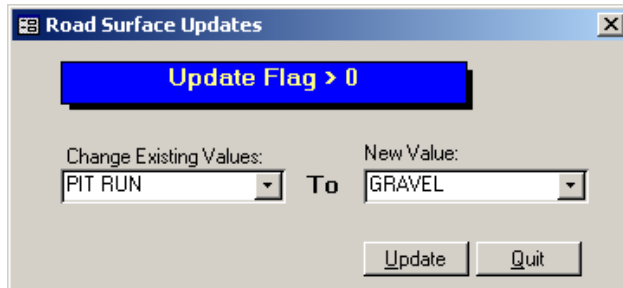 Road Surface Updates
Update Flag > 0
Change Existing Values:
New Value:
PIT RUN
To
GRAVEL
Update
Quit